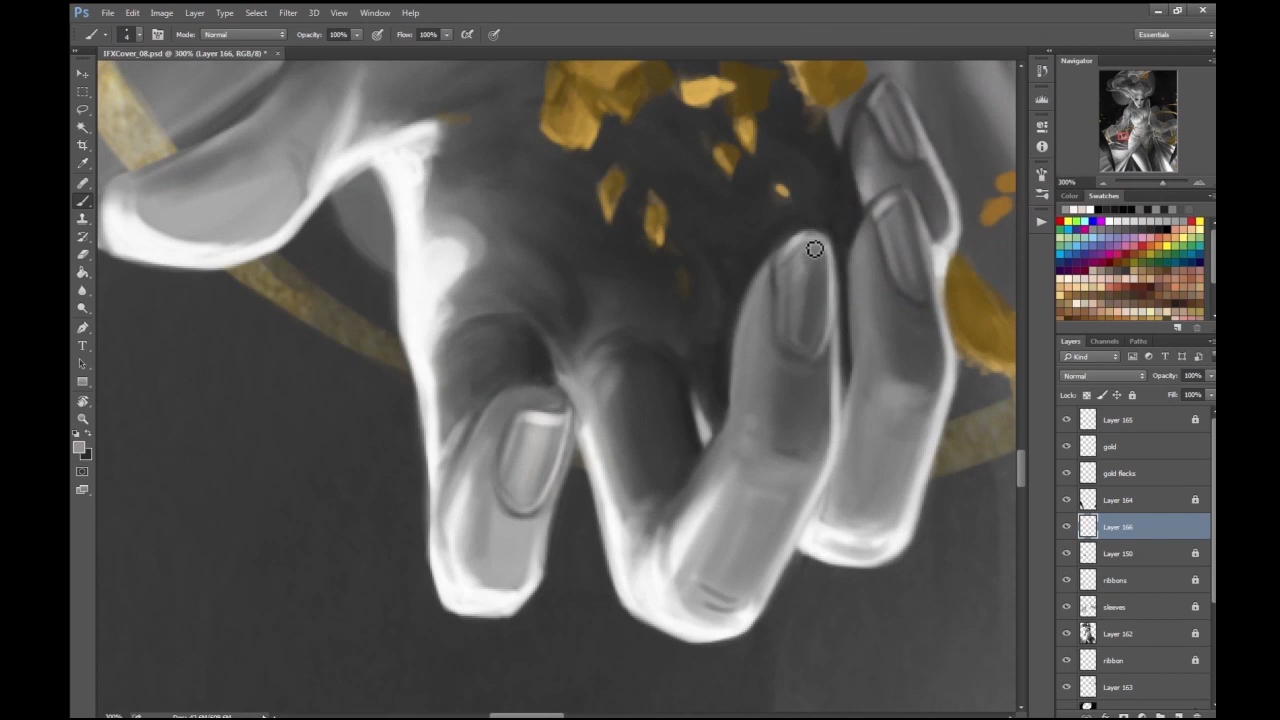 Ps File Edit Image Layer Type Select Filter 3D View Window Help
4 Mode: Normal Opacity: 100% Flow: 100% Essentials
IFXCover_08.psd @ 300% (Layer 166, RGB/8) * ×
Navigator
300%
Color Swatches
Layers Channels Paths
Kind
Normal Opacity: 100%
Lock: Fill: 100%
Layer 165
gold
gold flecks
Layer 164
Layer 166
Layer 150
ribbons
sleeves
Layer 162
ribbon
Layer 163
300%